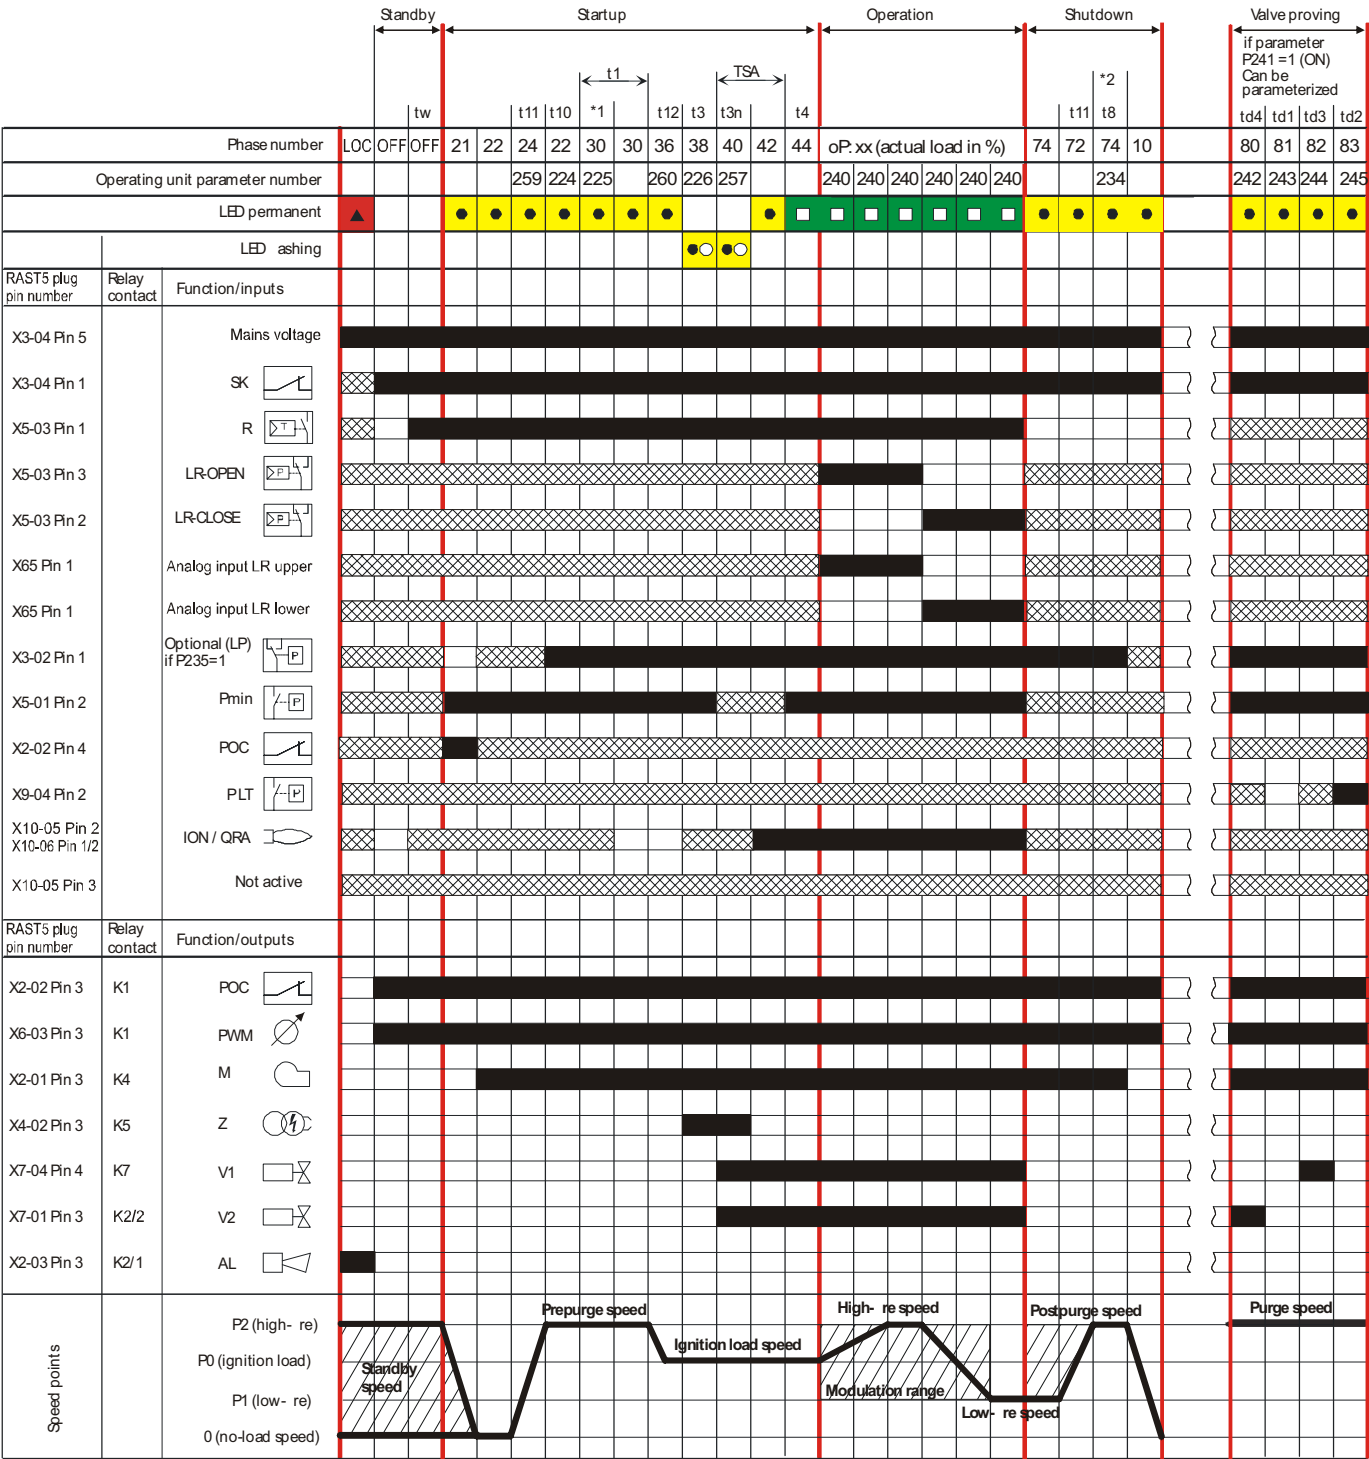 Standby Startup Operation Shutdown Valve proving
if parameter
P241 =1 (ON)
Can be
parameterized
t1 TSA *2
tw t11 t10 *1 t12 t3 t3n t4 t11 t8 td4 td1 td3 td2
Phase number LOC OFF OFF 21 22 24 22 30 30 36 38 40 42 44 oP: xx (actual load in %) 74 72 74 10 80 81 82 83
Operating unit parameter number 259 224 225 260 226 257 240 240 240 240 240 240 234 242 243 244 245
LED permanent
LED ashing
RAST5 plug
pin number
Relay
contact
Function/inputs
X3-04 Pin 5 Mains voltage
X3-04 Pin 1 SK
X5-03 Pin 1 R T
X5-03 Pin 3 LR-OPEN P
X5-03 Pin 2 LR-CLOSE P
X65 Pin 1 Analog input LR upper
X65 Pin 1 Analog input LR lower
X3-02 Pin 1 Optional (LP)
if P235=1 P
X5-01 Pin 2 Pmin P
X2-02 Pin 4 POC
X9-04 Pin 2 PLT P
X10-05 Pin 2
X10-06 Pin 1/2
ION / QRA
X10-05 Pin 3 Not active
RAST5 plug
pin number
Relay
contact
Function/outputs
X2-02 Pin 3 K1 POC
X6-03 Pin 3 K1 PWM
X2-01 Pin 3 K4 M
X4-02 Pin 3 K5 Z
X7-04 Pin 4 K7 V1
X7-01 Pin 3 K2/2 V2
X2-03 Pin 3 K2/1 AL
Speed points
P2 (high- re)
P0 (ignition load)
P1 (low- re)
0 (no-load speed)
Standby
speed
Prepurge speed
Ignition load speed
High- re speed
Modulation range
Low- re speed
Postpurge speed
Purge speed